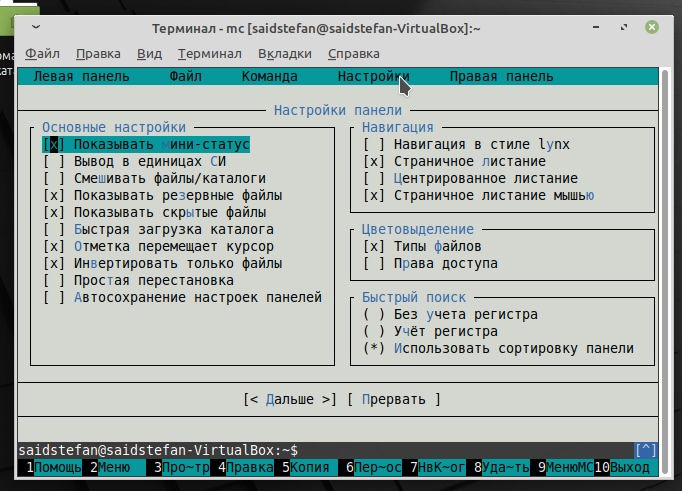 Терминал - mc [saidstefan@saidstefan-VirtualBox]:~
Файл Правка Вид Терминал Вкладки Справка
Левая панель Файл Команда Настройки Правая панель
Настройки панели
Основные настройки
[x] Показывать мини-статус
[ ] Вывод в единицах СИ
[ ] Смешивать файлы/каталоги
[x] Показывать резервные файлы
[x] Показывать скрытые файлы
[ ] Быстрая загрузка каталога
[x] Отметка перемещает курсор
[x] Инвертировать только файлы
[ ] Простая перестановка
[ ] Автосохранение настроек панелей
Навигация
[ ] Навигация в стиле lynx
[x] Страничное листание
[ ] Центрированное листание
[x] Страничное листание мышью
Цветовыделение
[x] Типы файлов
[ ] Права доступа
Быстрый поиск
( ) Без учета регистра
( ) Учёт регистра
(*) Использовать сортировку панели
[< Дальше >] [ Прервать ]
saidstefan@saidstefan-VirtualBox:~$ [^]
1Помощь 2Меню 3Про~тр 4Правка 5Копия 6Пер~ос 7НвК~ог 8Уда~ть 9МенюMC 10Выход